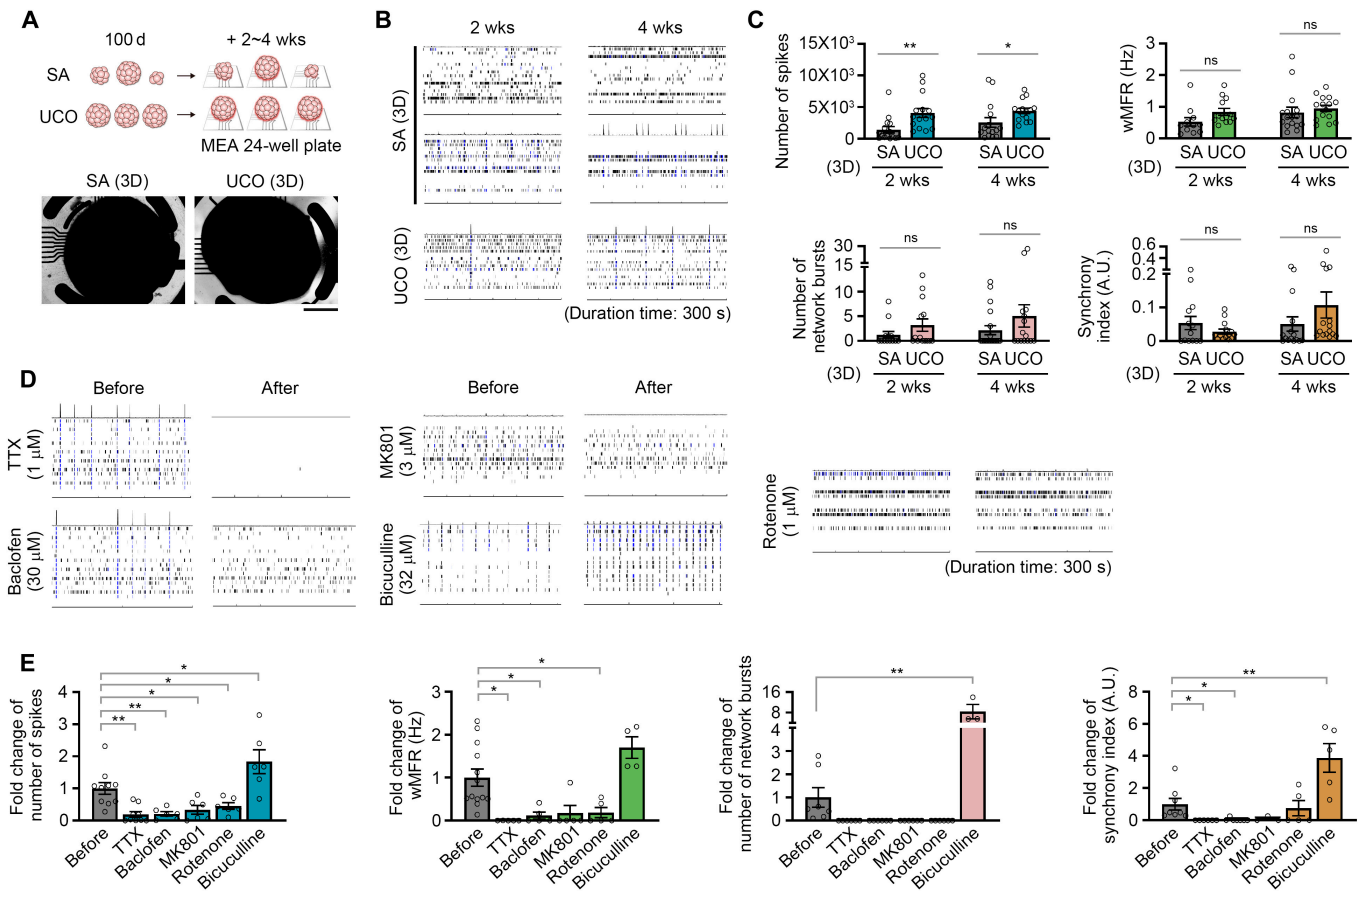 A
100 d
+ 2~4 wks
SA
UCO
MEA 24-well plate
SA (3D)
UCO (3D)
B
2 wks
4 wks
SA (3D)
UCO (3D)
(Duration time: 300 s)
C
Number of spikes
15X10³
10X10³
5X10³
0
**
*
SA UCO
SA UCO
(3D)
2 wks
4 wks
wMFR (Hz)
3
2
1
0
ns
ns
SA UCO
SA UCO
(3D)
2 wks
4 wks
Number of
network bursts
30
15
10
5
0
ns
ns
SA UCO
SA UCO
(3D)
2 wks
4 wks
Synchrony
index (A.U.)
0.6
0.2
0.1
0
ns
ns
SA UCO
SA UCO
(3D)
2 wks
4 wks
D
Before
After
Before
After
TTX
(1 µM)
Baclofen
(30 µM)
MK801
(3 µM)
Bicuculline
(32 µM)
Rotenone
(1 µM)
(Duration time: 300 s)
E
Fold change of
number of spikes
4
3
2
1
0
*
*
*
**
**
Before
TTX
Baclofen
MK801
Rotenone
Bicuculline
Fold change of
wMFR (Hz)
3
2
1
0
*
*
*
Before
TTX
Baclofen
MK801
Rotenone
Bicuculline
Fold change of
number of network bursts
16
8
4
3
2
1
0
**
Before
TTX
Baclofen
MK801
Rotenone
Bicuculline
Fold change of
synchrony index (A.U.)
8
6
4
2
0
**
*
*
Before
TTX
Baclofen
MK801
Rotenone
Bicuculline